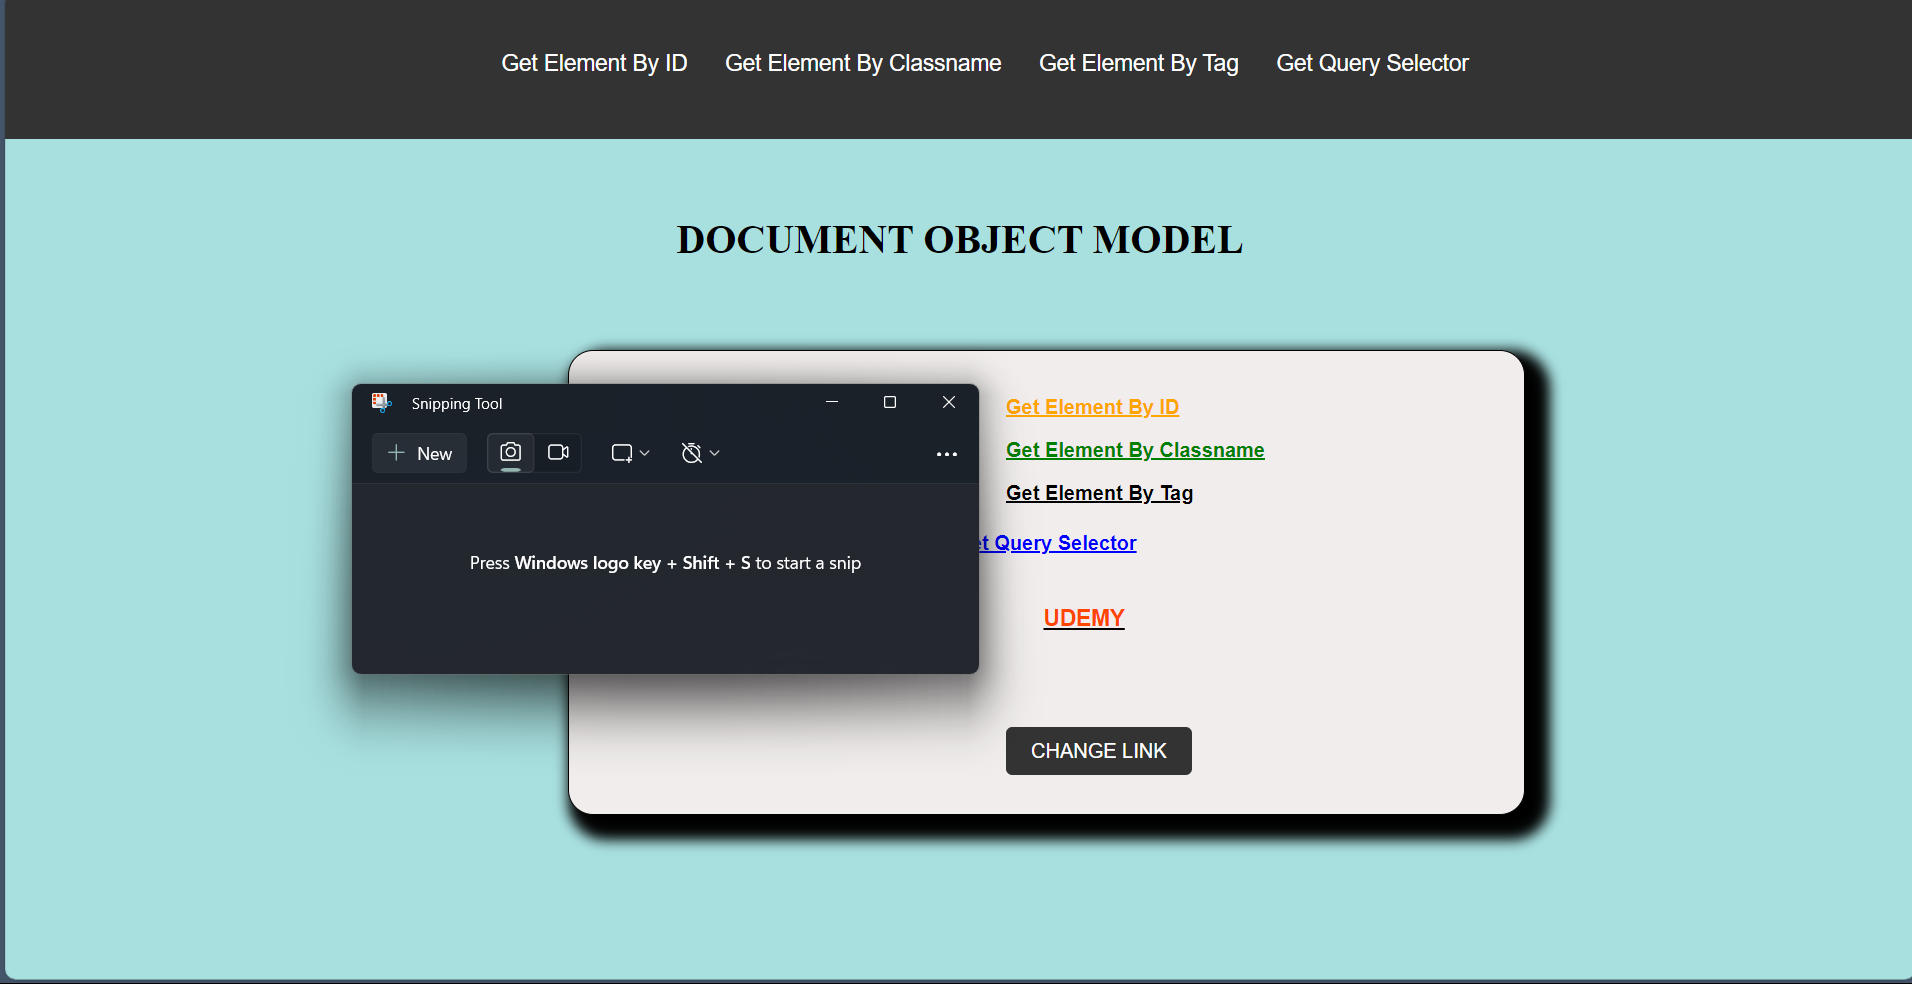 Get Element By ID Get Element By Classname Get Element By Tag Get Query Selector
DOCUMENT OBJECT MODEL
Snipping Tool
New
Press Windows logo key + Shift + S to start a snip
Get Element By ID
Get Element By Classname
Get Element By Tag
Query Selector
UDEMY
CHANGE LINK